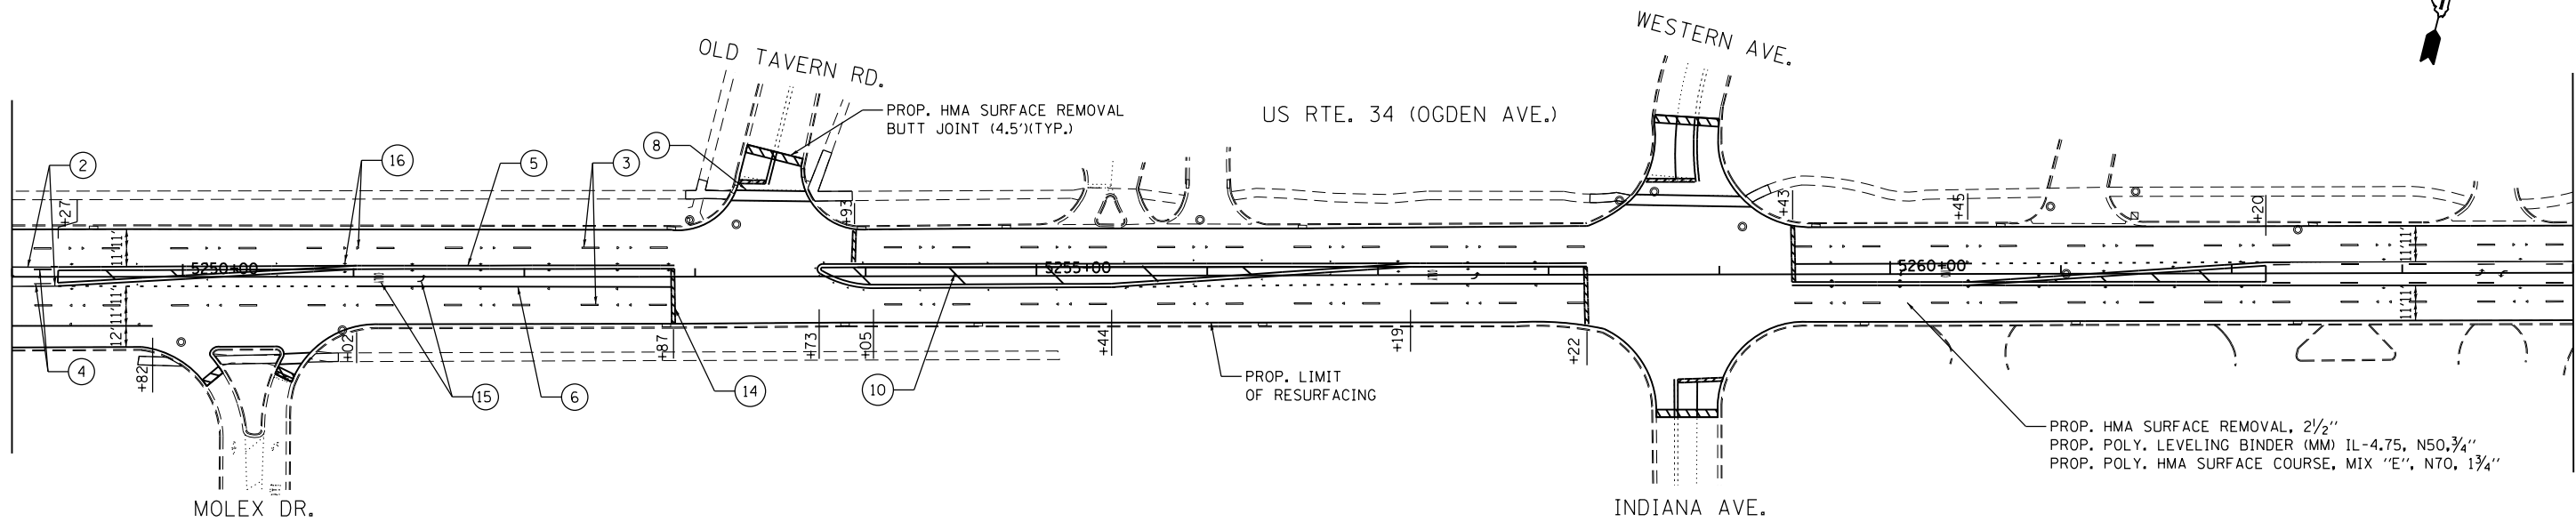 WESTERN AVE.
OLD TAVERN RD.
US RTE. 34 (OGDEN AVE.)
PROP. HMA SURFACE REMOVAL
BUTT JOINT (4.5')(TYP.)
2
16
5
8
3
+27
+93
+43
+45
+20
11'
11'
11'
11'
5250+00
5255+00
5260+00
12'
11'
11'
11'
11'
+82
+02
+87
+73
+05
+44
+19
+22
4
15
6
14
10
PROP. LIMIT
OF RESURFACING
PROP. HMA SURFACE REMOVAL, 2½"
PROP. POLY. LEVELING BINDER (MM) IL-4.75, N50,¾"
PROP. POLY. HMA SURFACE COURSE, MIX "E", N70, 1¾"
MOLEX DR.
INDIANA AVE.